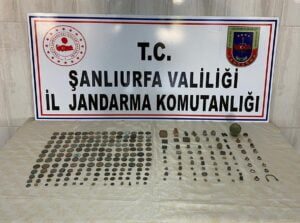 T.C.
ŞANLIURFA VALİLİĞİ
İL JANDARMA KOMUTANLIĞI